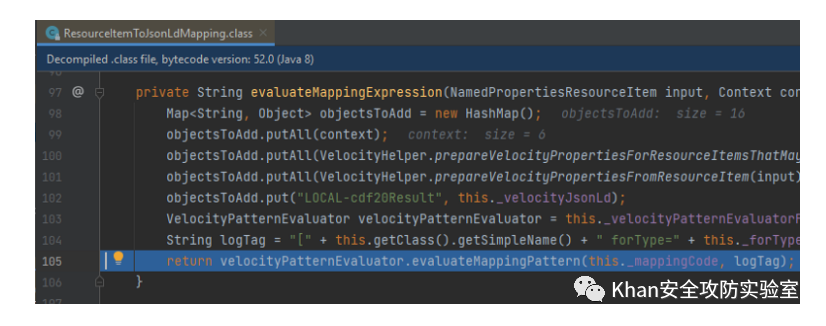 ResourceItemToJsonLdMapping.class
Decompiled .class file, bytecode version: 52.0 (Java 8)
97 @ private String evaluateMappingExpression(NamedPropertiesResourceItem input, Context con
98 Map<String, Object> objectsToAdd = new HashMap(); objectsToAdd: size = 16
99 objectsToAdd.putAll(context); context: size = 6
100 objectsToAdd.putAll(VelocityHelper.prepareVelocityPropertiesForResourceItemsThatMay
101 objectsToAdd.putAll(VelocityHelper.prepareVelocityPropertiesFromResourceItem(input)
102 objectsToAdd.put("LOCAL-cdf20Result", this._velocityJsonLd);
103 VelocityPatternEvaluator velocityPatternEvaluator = this._velocityPatternEvaluatorF
104 String logTag = "[" + this.getClass().getSimpleName() + " forType=" + this._forType
105 return velocityPatternEvaluator.evaluateMappingPattern(this._mappingCode, logTag);
106 }
Khan安全攻防实验室